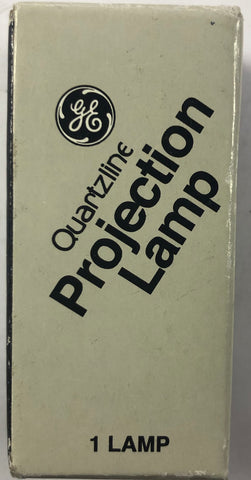 GE
Quartzline
Projection
Lamp
1 LAMP